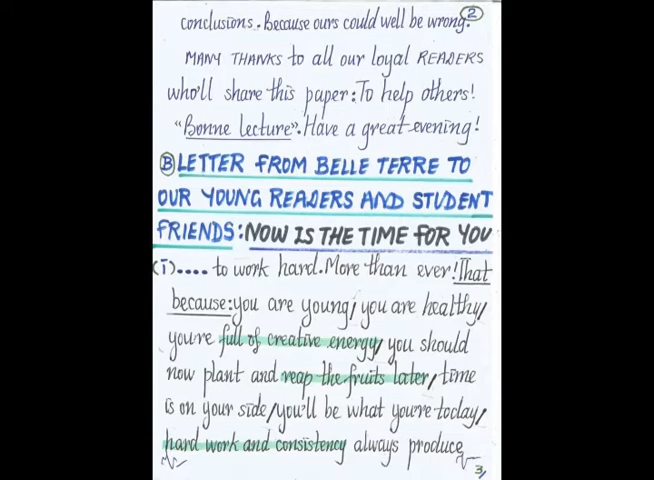 conclusions. Because ours could well be wrong. 2
MANY THANKS to all our loyal READERS
who'll share this paper: To help others!
"Bonne lecture". Have a great evening!
B LETTER FROM BELLE TERRE TO
OUR YOUNG READERS AND STUDENT
FRIENDS: NOW IS THE TIME FOR YOU
(i).... to work hard. More than ever! That
because: you are young/ you are healthy/
you're full of creative energy/ you should
now plant and reap the fruits later/ time
is on your side/ you'll be what you're today/
hard work and consistency always produce
3/